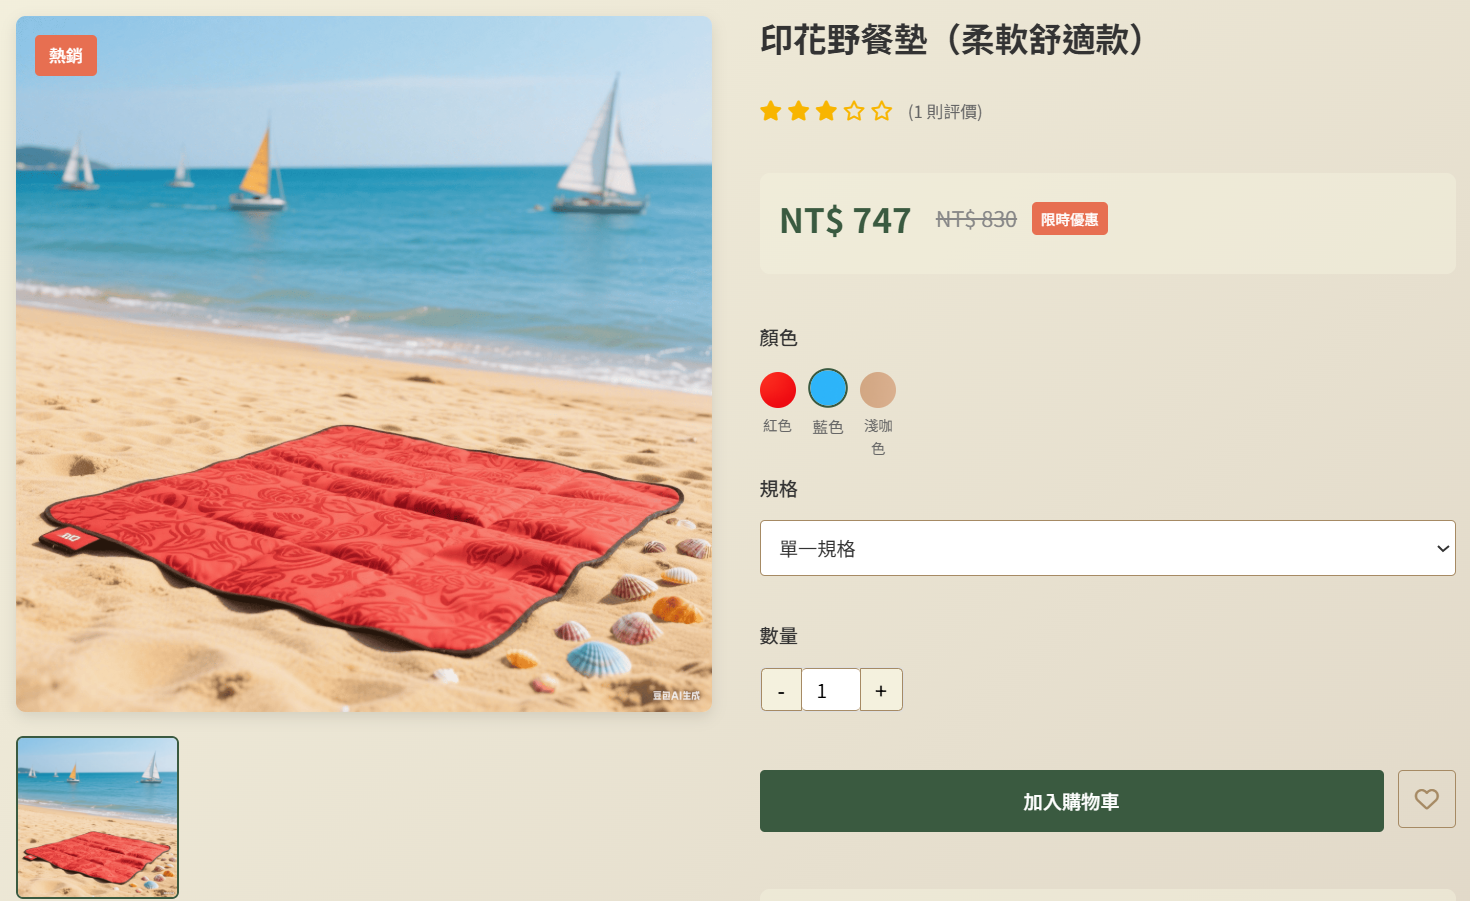 熱銷
豆包AI生成
印花野餐墊（柔軟舒適款）
(1 則評價)
NT$ 747 NT$ 830 限時優惠
顏色
紅色 藍色 淺咖
色
規格
單一規格
數量
- 1 +
加入購物車